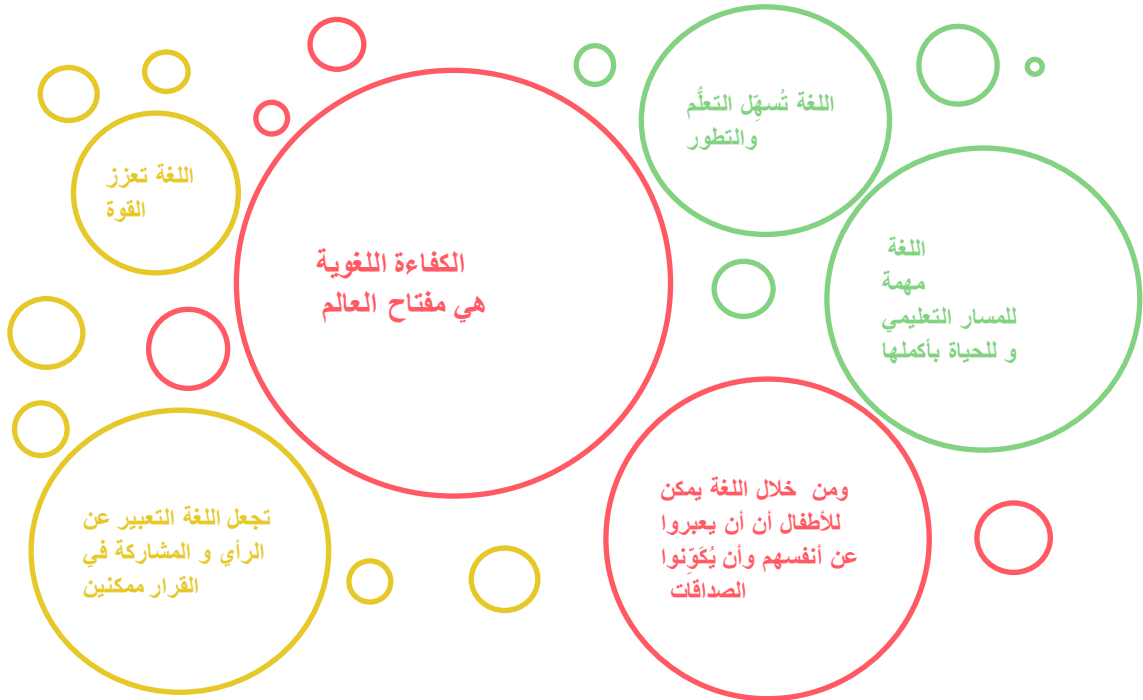 اللغة تُسهِّل التعلُّم
والتطور
اللغة تعزز
القوة
الكفاءة اللغوية
هي مفتاح العالم
اللغة
مهمة
للمسار التعليمي
و للحياة بأكملها
ومن خلال اللغة يمكن
للأطفال أن أن يعبروا
عن أنفسهم وأن يُكَوِّنوا
الصداقات
تجعل اللغة التعبير عن
الرأي و المشاركة في
القرار ممكنين